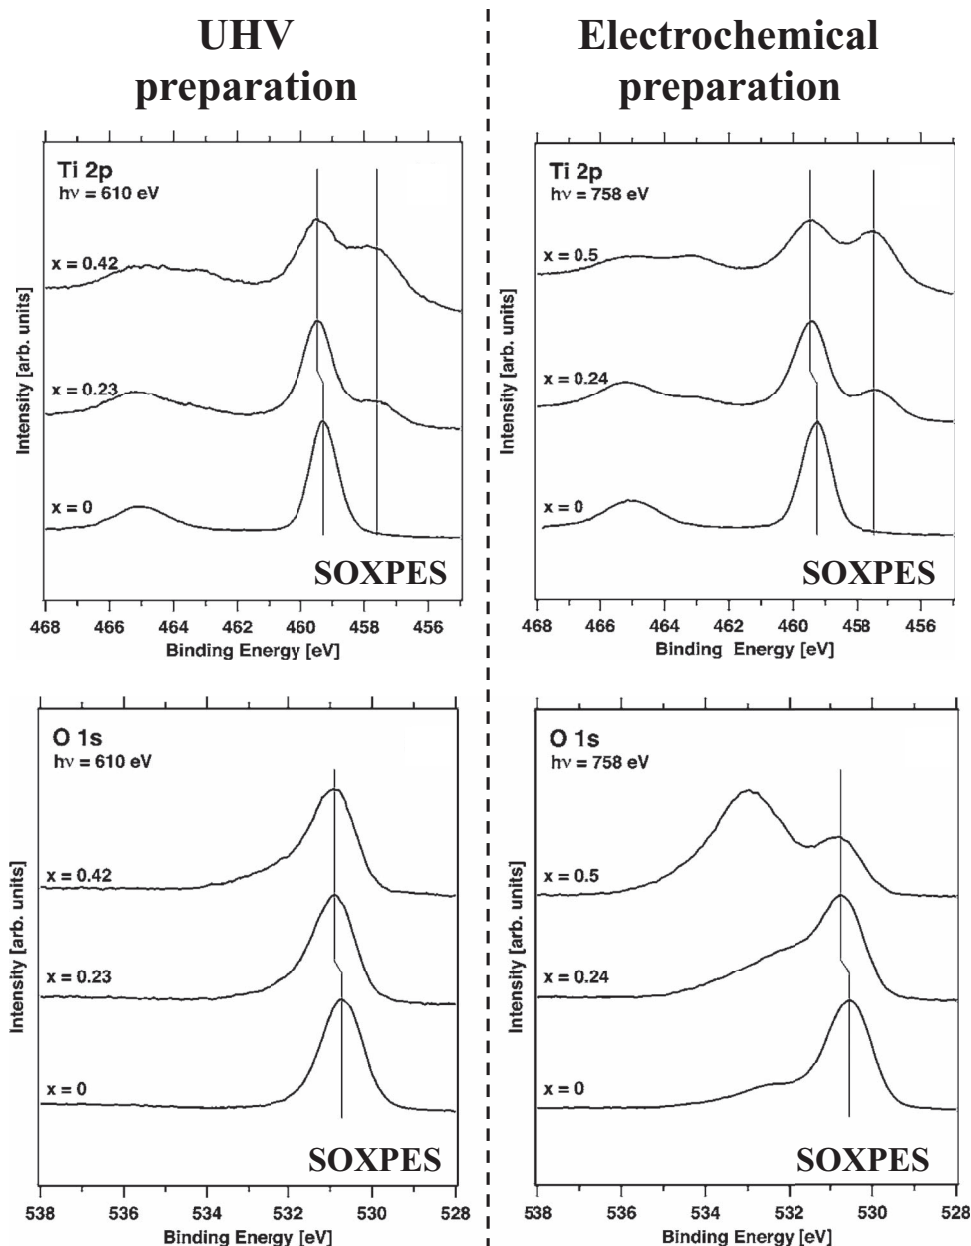 UHV
preparation
Electrochemical
preparation
Ti 2p
hν = 610 eV
x = 0.42
x = 0.23
x = 0
SOXPES
Intensity [arb. units]
468 466 464 462 460 458 456
Binding Energy [eV]
Ti 2p
hν = 758 eV
x = 0.5
x = 0.24
x = 0
SOXPES
Intensity [arb. units]
468 466 464 462 460 458 456
Binding Energy [eV]
O 1s
hν = 610 eV
x = 0.42
x = 0.23
x = 0
SOXPES
Intensity [arb. units]
538 536 534 532 530 528
Binding Energy [eV]
O 1s
hν = 758 eV
x = 0.5
x = 0.24
x = 0
SOXPES
Intensity [arb. units]
538 536 534 532 530 528
Binding Energy [eV]